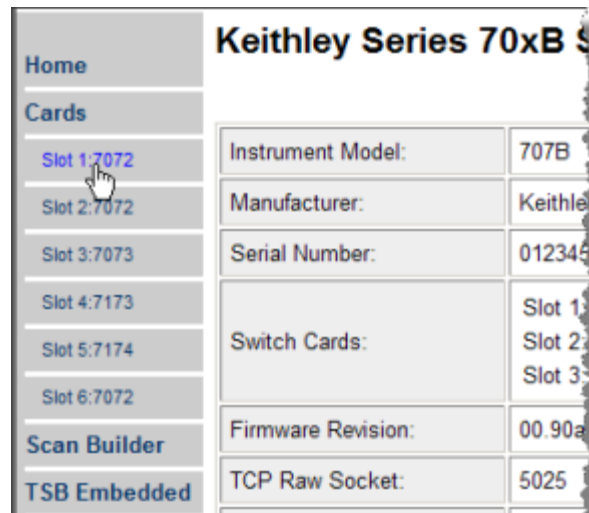 Home
Cards
Slot 1:7072
Slot 2:7072
Slot 3:7073
Slot 4:7173
Slot 5:7174
Slot 6:7072
Scan Builder
TSB Embedded
Keithley Series 70xB
Instrument Model: 707B
Manufacturer: Keithle
Serial Number: 012345
Switch Cards:
Slot 1
Slot 2
Slot 3
Firmware Revision: 00.90a
TCP Raw Socket: 5025